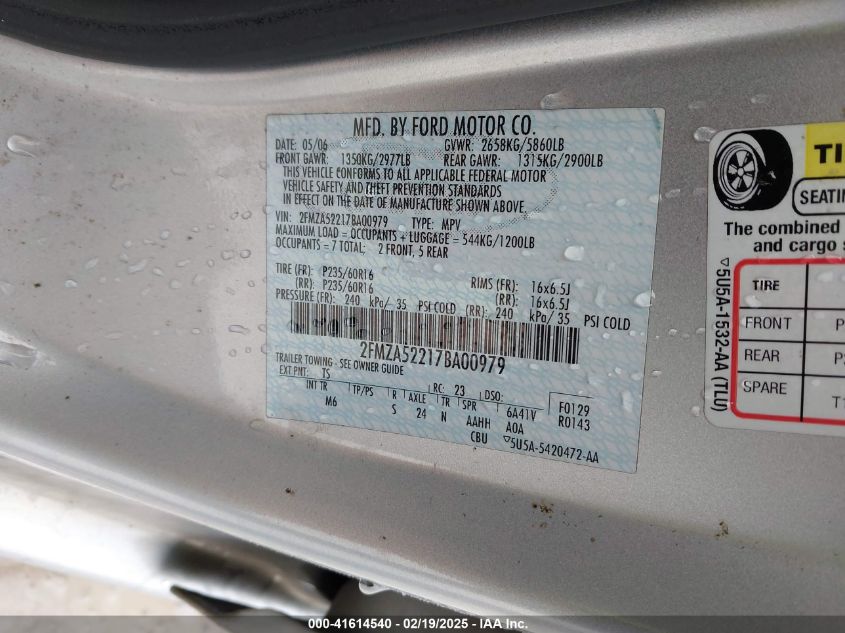 MFD. BY FORD MOTOR CO.
DATE: 05/06 GVWR: 2658KG/5860LB
FRONT GAWR: 1350KG/2977LB REAR GAWR: 1315KG/2900LB
THIS VEHICLE CONFORMS TO ALL APPLICABLE FEDERAL MOTOR
VEHICLE SAFETY AND THEFT PREVENTION STANDARDS
IN EFFECT ON THE DATE OF MANUFACTURE SHOWN ABOVE.
VIN: 2FMZA52217BA00979 TYPE: MPV
MAXIMUM LOAD = OCCUPANTS + LUGGAGE = 544KG/1200LB
OCCUPANTS = 7 TOTAL: 2 FRONT, 5 REAR
TIRE (FR): P235/60R16 RIMS (FR): 16x6.5J
(RR): P235/60R16 (RR): 16x6.5J
PRESSURE (FR): 240 kPa/ 35 PSI COLD (RR): 240 kPa/ 35 PSI COLD
2FMZA52217BA00979
TRAILER TOWING - SEE OWNER GUIDE
EXT PNT: TS RC: 23 DSO:
INT TR TP/PS R AXLE TR SPR 6A41V F0129
M6 S 24 N AAHH AOA R0143
CBU ▽5U5A-5420472-AA
TI
SEATIN
The combined
and cargo s
TIRE
FRONT P
REAR P
SPARE T
▽5U5A-1532-AA (TLU)
000-41614540 - 02/19/2025 - IAA Inc.